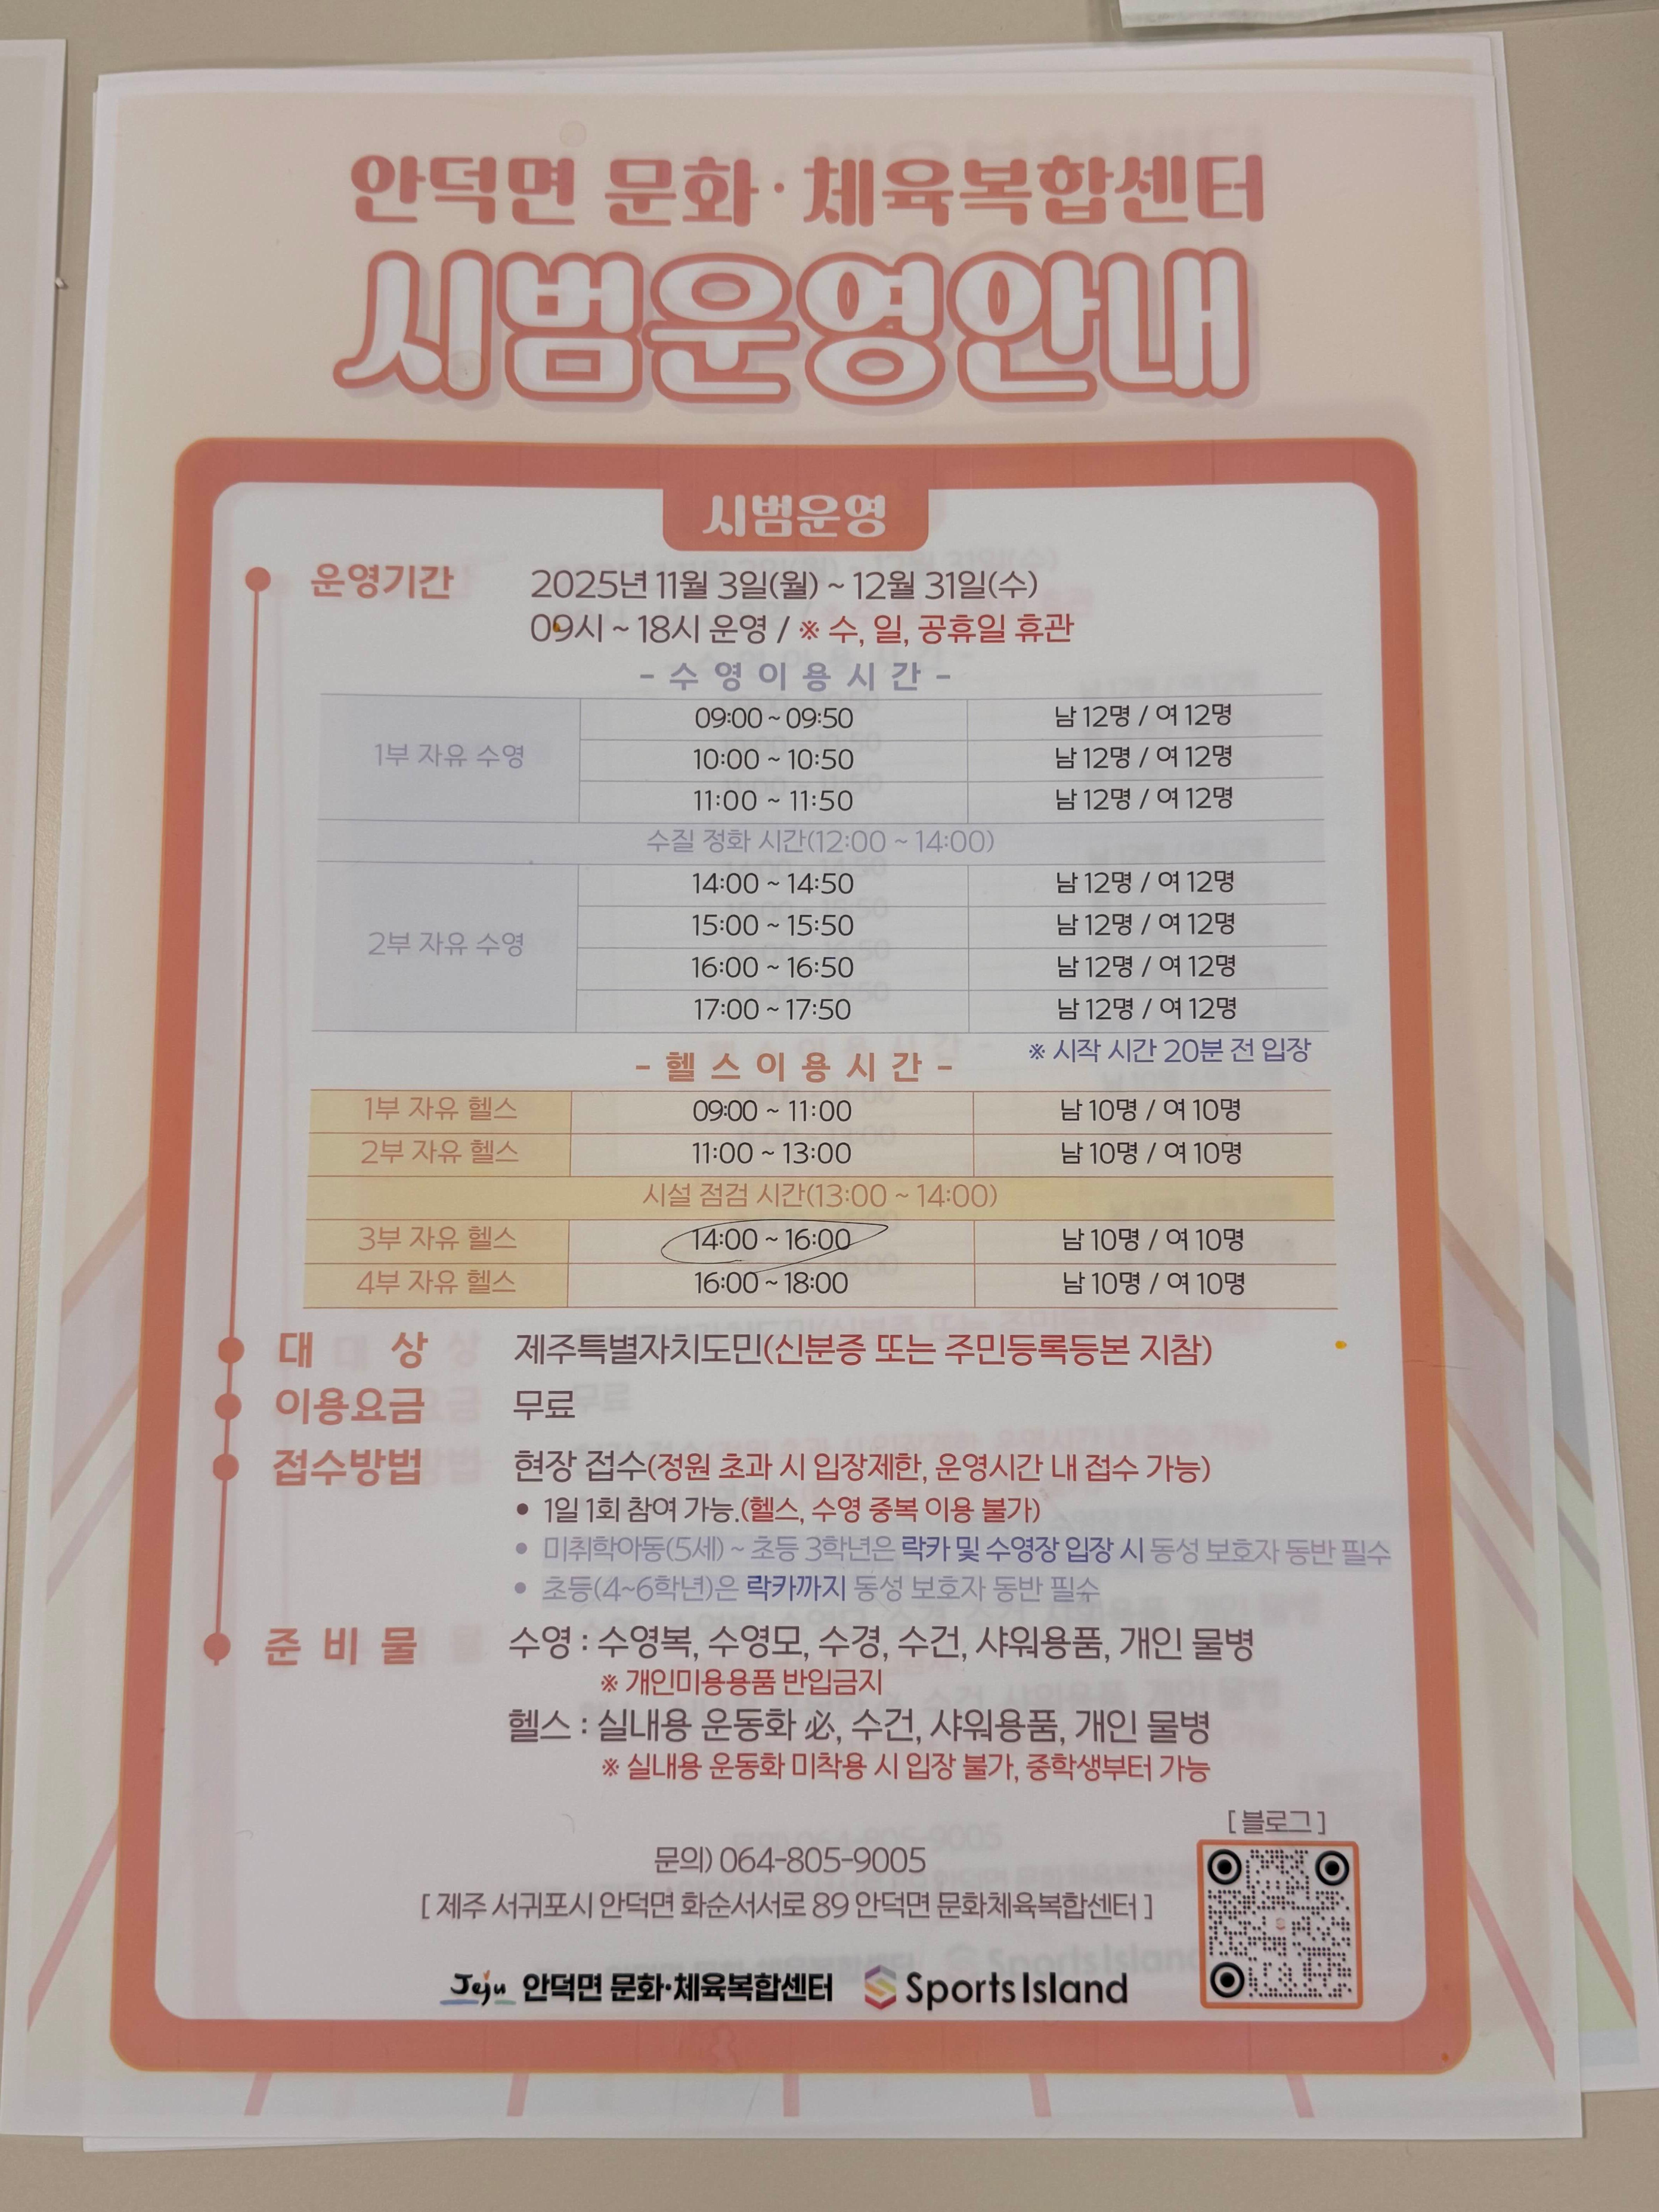 안덕면 문화·체육복합센터
시범운영안내
시범운영
운영기간 2025년 11월 3일(월) ~ 12월 31일(수)
09시 ~ 18시 운영 / ※ 수, 일, 공휴일 휴관
- 수 영 이 용 시 간 -
1부 자유 수영
09:00 ~ 09:50 남 12명 / 여 12명
10:00 ~ 10:50 남 12명 / 여 12명
11:00 ~ 11:50 남 12명 / 여 12명
수질 정화 시간(12:00 ~ 14:00)
2부 자유 수영
14:00 ~ 14:50 남 12명 / 여 12명
15:00 ~ 15:50 남 12명 / 여 12명
16:00 ~ 16:50 남 12명 / 여 12명
17:00 ~ 17:50 남 12명 / 여 12명
※ 시작 시간 20분 전 입장
- 헬 스 이 용 시 간 -
1부 자유 헬스 09:00 ~ 11:00 남 10명 / 여 10명
2부 자유 헬스 11:00 ~ 13:00 남 10명 / 여 10명
시설 점검 시간(13:00 ~ 14:00)
3부 자유 헬스 14:00 ~ 16:00 남 10명 / 여 10명
4부 자유 헬스 16:00 ~ 18:00 남 10명 / 여 10명
대 상 제주특별자치도민(신분증 또는 주민등록등본 지참)
이용요금 무료
접수방법 현장 접수(정원 초과 시 입장제한, 운영시간 내 접수 가능)
• 1일 1회 참여 가능.(헬스, 수영 중복 이용 불가)
• 미취학아동(5세) ~ 초등 3학년은 락카 및 수영장 입장 시 동성 보호자 동반 필수
• 초등(4~6학년)은 락카까지 동성 보호자 동반 필수
준 비 물 수영 : 수영복, 수영모, 수경, 수건, 샤워용품, 개인 물병
※ 개인미용용품 반입금지
헬스 : 실내용 운동화 必, 수건, 샤워용품, 개인 물병
※ 실내용 운동화 미착용 시 입장 불가, 중학생부터 가능
[ 블로그 ]
문의) 064-805-9005
[ 제주 서귀포시 안덕면 화순서서로 89 안덕면 문화체육복합센터 ]
Jeju 안덕면 문화·체육복합센터 Sports Island